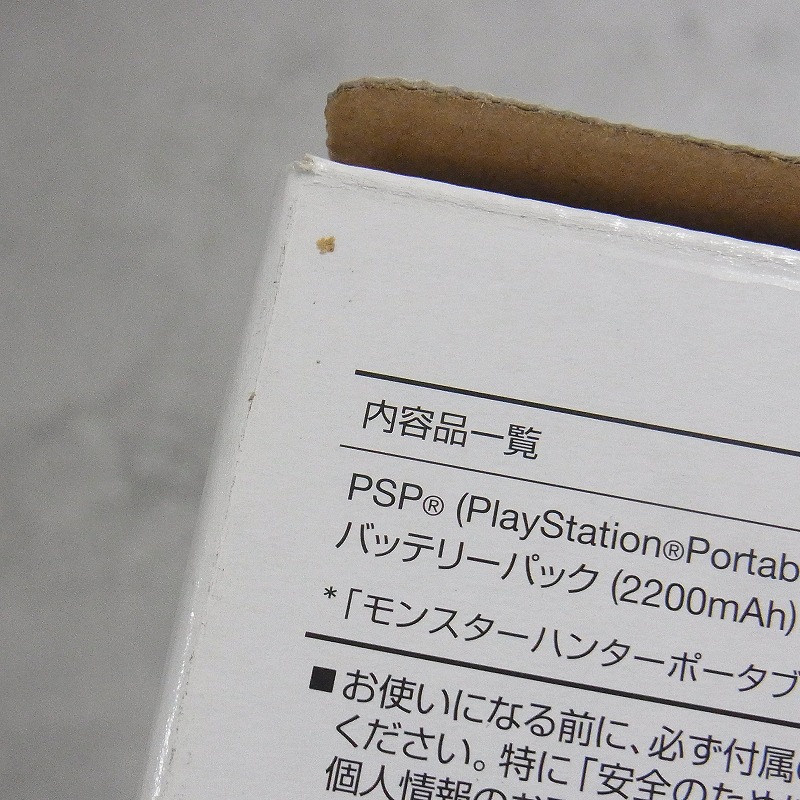 内容品一覧
PSP® (PlayStation®Portab
バッテリーパック (2200mAh)
*「モンスターハンターポータブ
■お使いになる前に、必ず付属の
ください。特に「安全のため
個人情報の